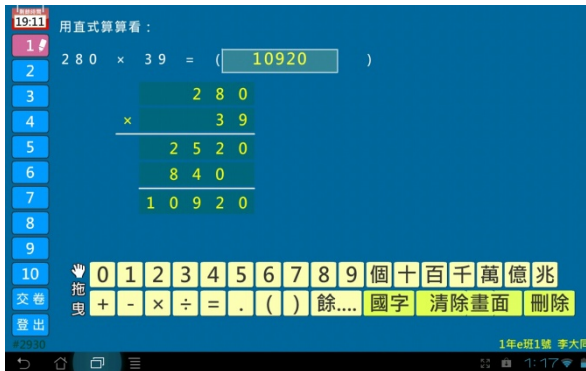 19:11
用直式算算看：
1
280 × 39 = ( 10920 )
2
3
2 8 0
4
× 3 9
5
2 5 2 0
6
8 4 0
7
1 0 9 2 0
8
9
10
拖曳
0 1 2 3 4 5 6 7 8 9 個 十 百 千 萬 億 兆
+ - × ÷ = . ( ) 餘.... 國字 清除畫面 刪除
交卷
登出
#2930
1年e班1號 李大同
1:17